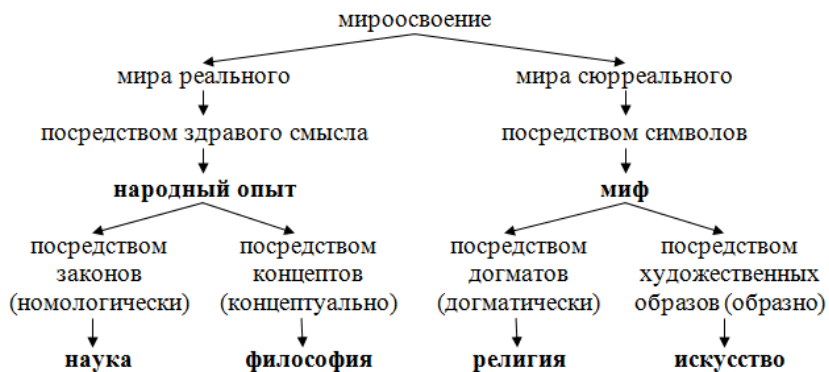 мироосвоение
мира реального
мира сюрреального
посредством здравого смысла
посредством символов
народный опыт
миф
посредством
законов
(номологически)
посредством
концептов
(концептуально)
посредством
догматов
(догматически)
посредством
художественных
образов (образно)
наука
философия
религия
искусство